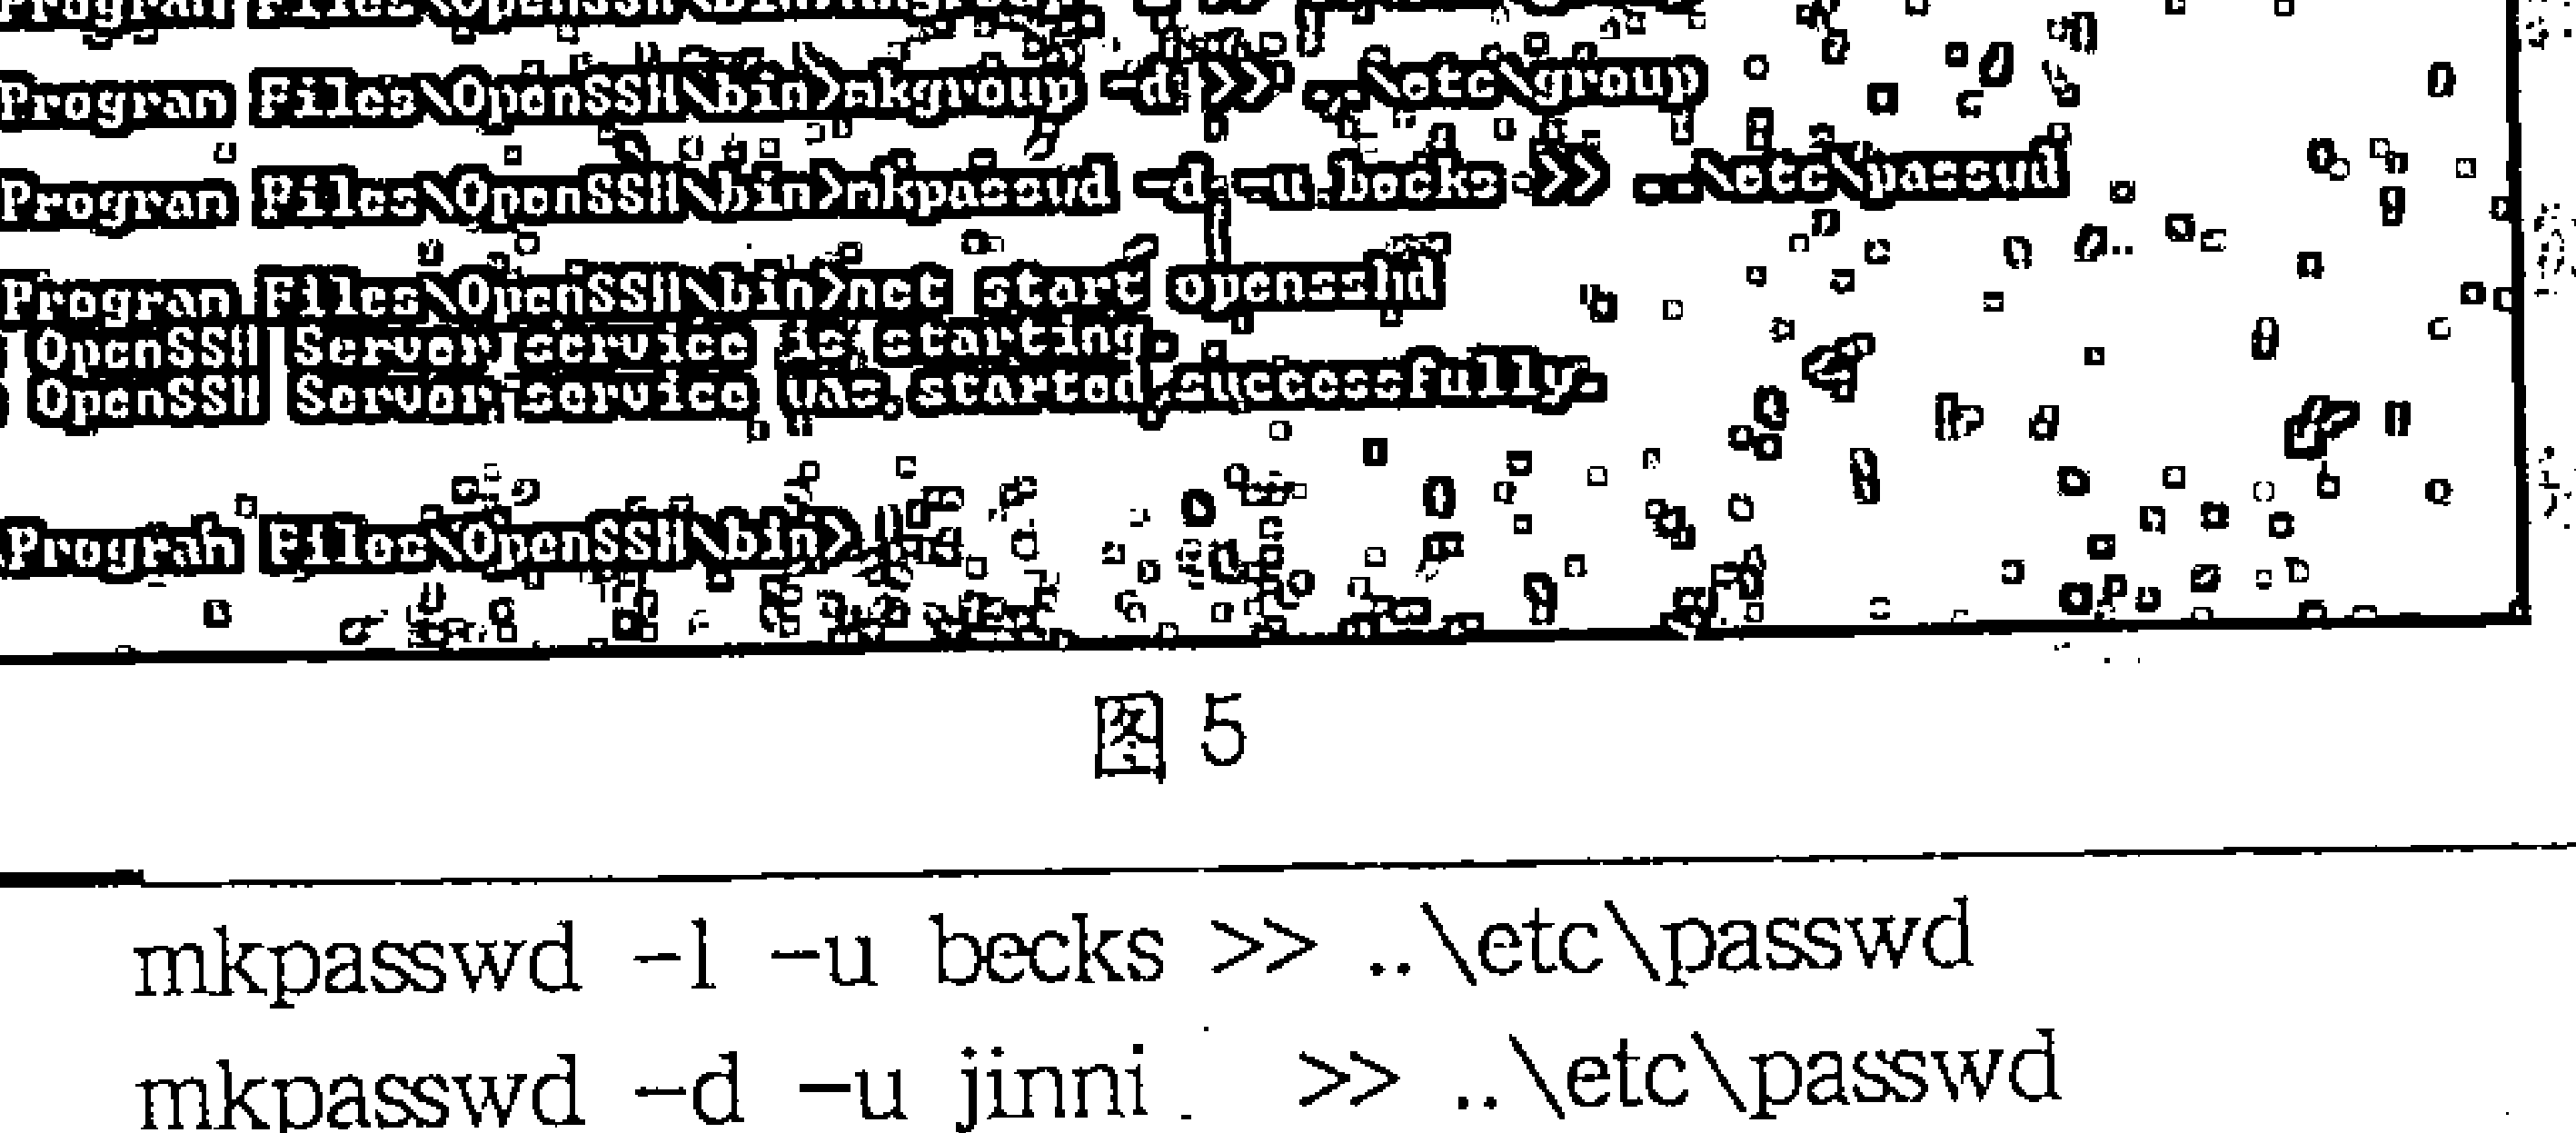 Program Files\OpenSSH\bin>mkgroup -d >> ..\etc\group
Program Files\OpenSSH\bin>mkpasswd -d -u becks >> ..\etc\passwd
Program Files\OpenSSH\bin>net start opensshd
OpenSSH Server service is starting.
OpenSSH Server service was started successfully.
Program Files\OpenSSH\bin>
图 5
mkpasswd -l -u becks >> ..\etc\passwd
mkpasswd -d -u jinni >> ..\etc\passwd